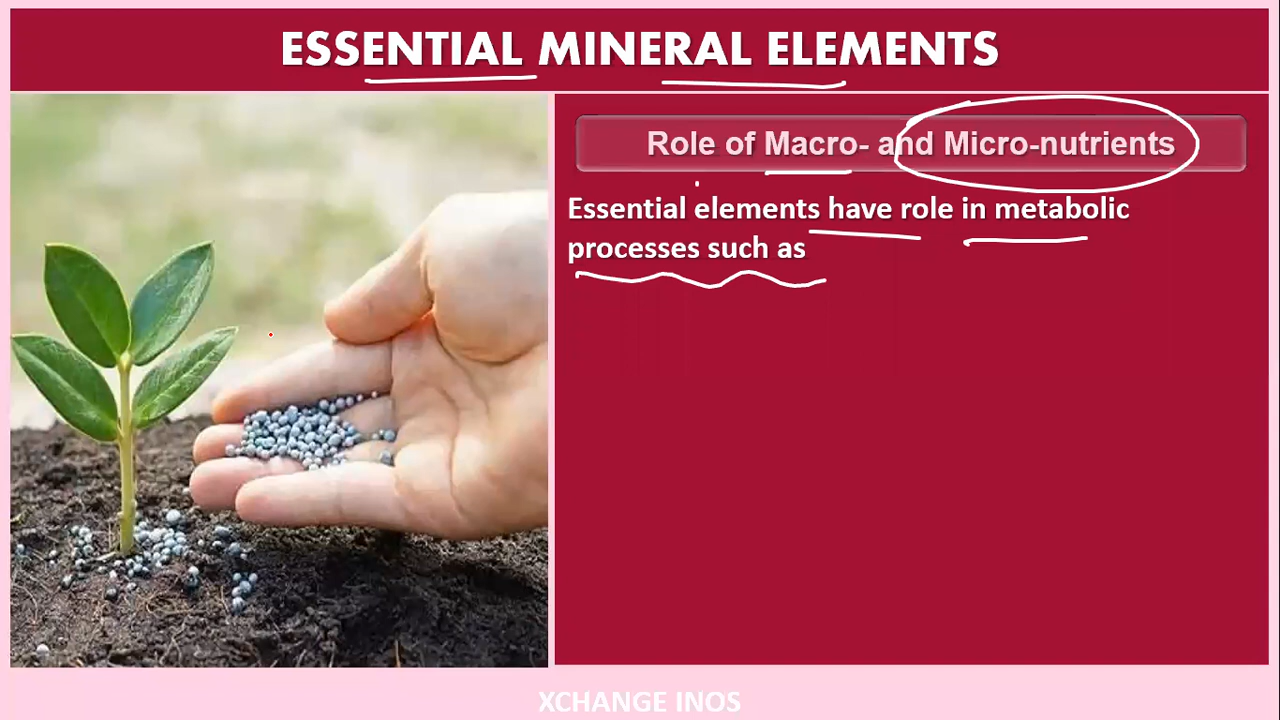 ESSENTIAL MINERAL ELEMENTS
Role of Macro- and Micro-nutrients
Essential elements have role in metabolic
processes such as
XCHANGE INOS